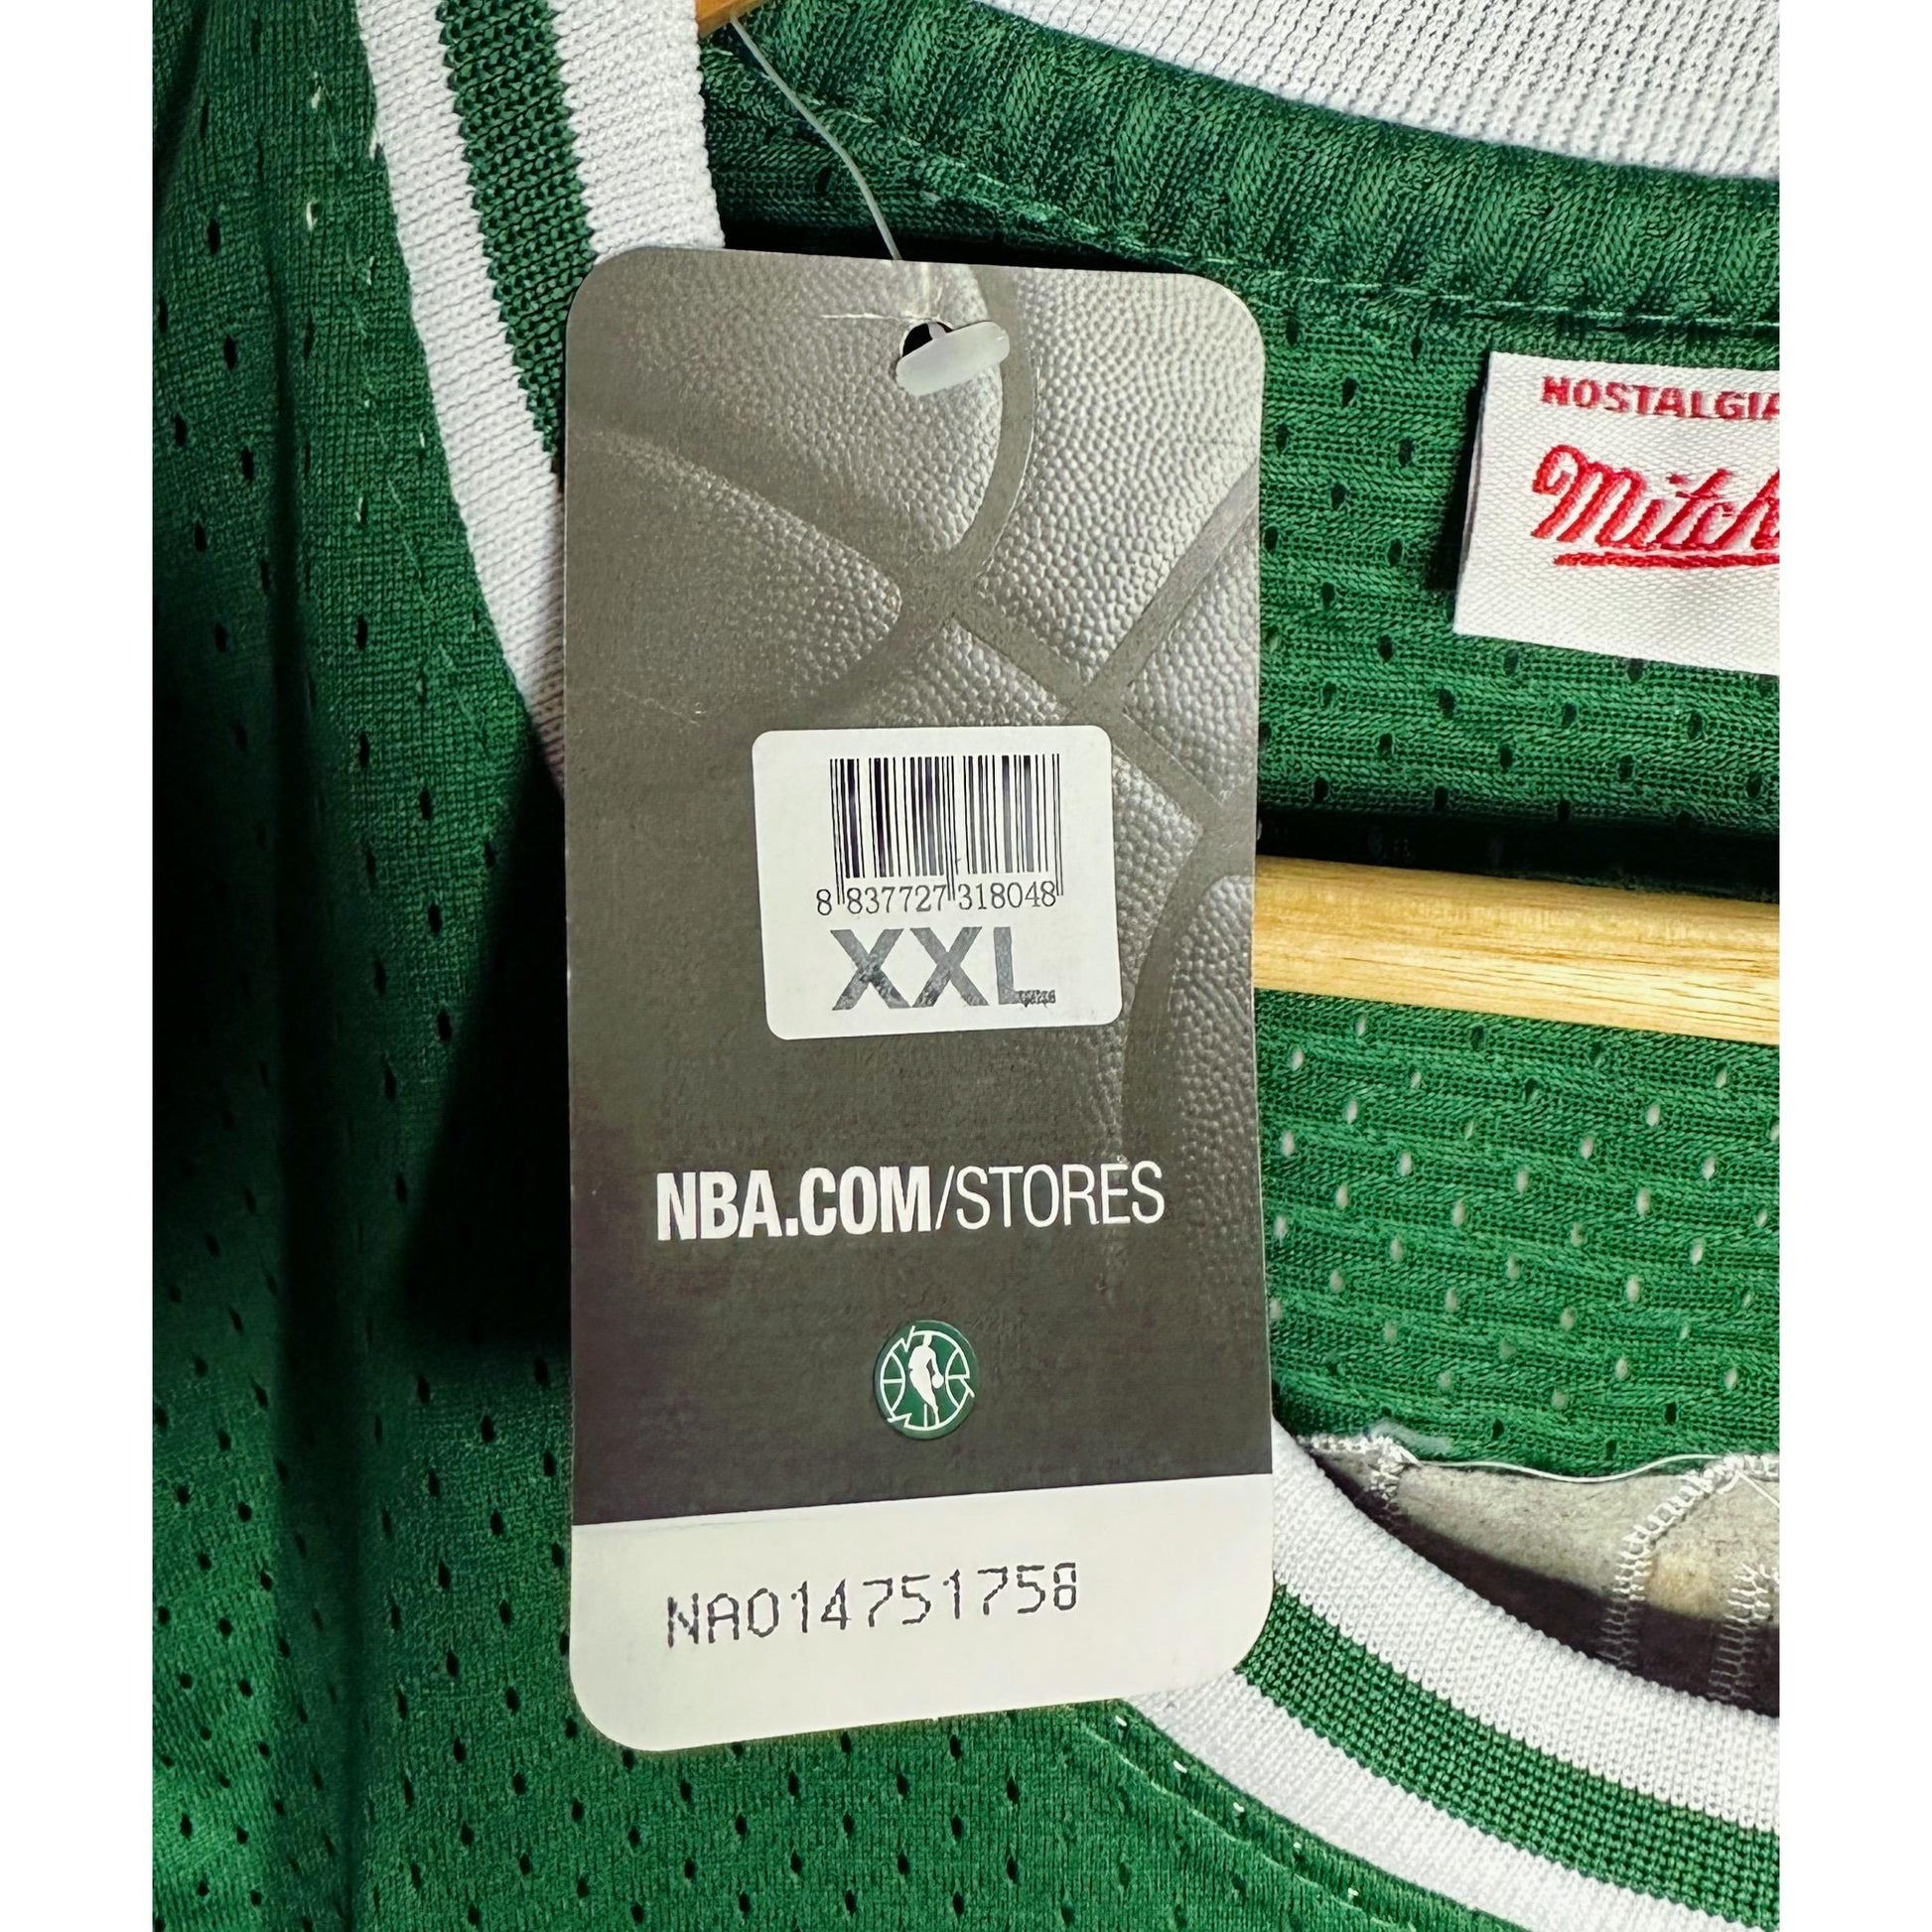 NOSTALGIA
Mitch
8 837727 318048
XXL
NBA.COM/STORES
NA014751758